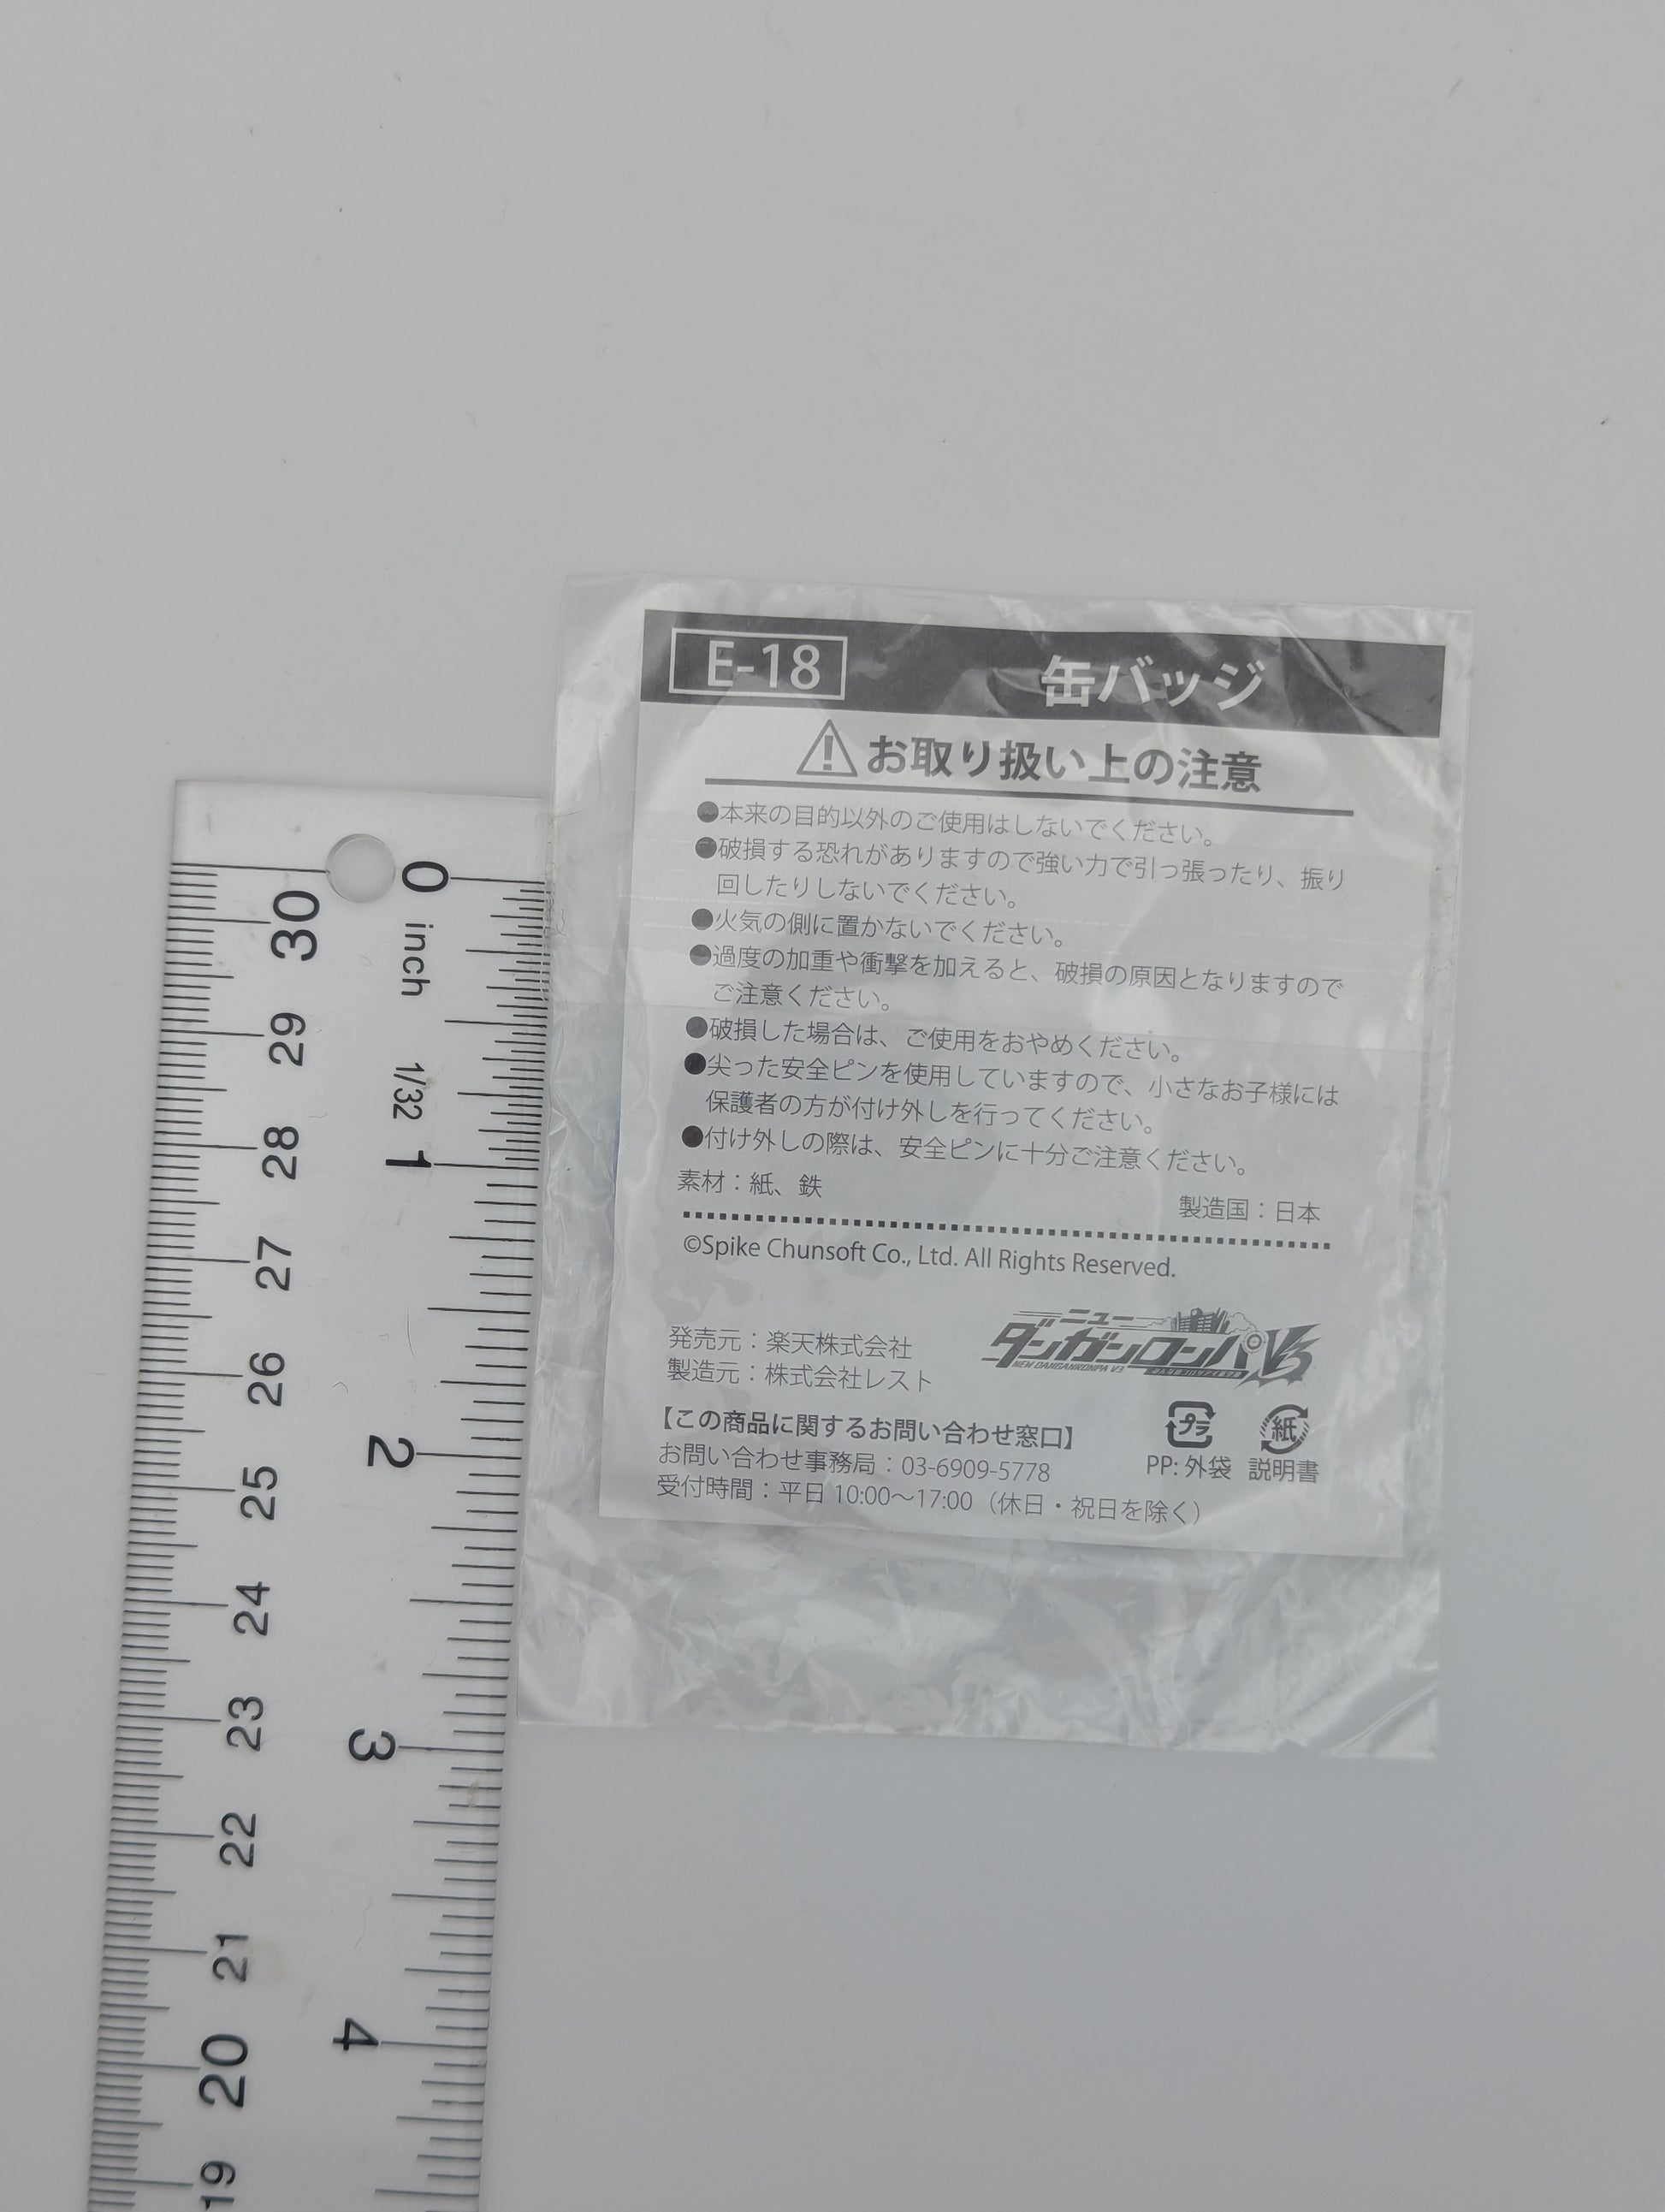 E-18
缶バッジ
お取り扱い上の注意
●本来の目的以外のご使用はしないでください。
●破損する恐れがありますので強い力で引っ張ったり、振り
回したりしないでください。
●火気の側に置かないでください。
●過度の加重や衝撃を加えると、破損の原因となりますので
ご注意ください。
●破損した場合は、ご使用をおやめください。
●尖った安全ピンを使用していますので、小さなお子様には
保護者の方が付け外しを行ってください。
●付け外しの際は、安全ピンに十分ご注意ください。
素材：紙、鉄
製造国：日本
©Spike Chunsoft Co., Ltd. All Rights Reserved.
ニュー
ダンガンロンパV3
NEW DANGANRONPA V3
発売元：楽天株式会社
製造元：株式会社レスト
【この商品に関するお問い合わせ窓口】
お問い合わせ事務局：03-6909-5778
受付時間：平日 10:00～17:00（休日・祝日を除く）
プラ
紙
PP: 外袋
説明書
0 inch 1/32 1 2 3 4
30 29 28 27 26 25 24 23 22 21 20 19